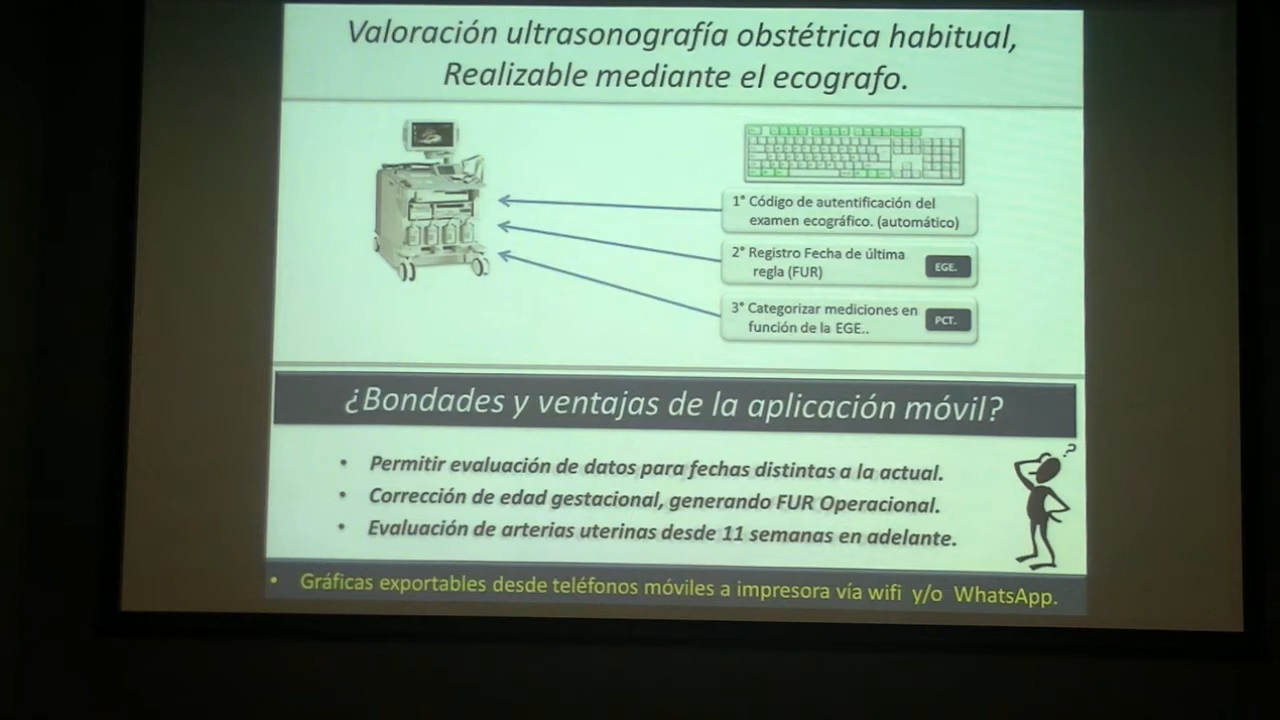 Valoración ultrasonografía obstétrica habitual,
Realizable mediante el ecografo.
1° Código de autentificación del
examen ecográfico. (automático)
2° Registro Fecha de última
regla (FUR)
EGE.
3° Categorizar mediciones en
función de la EGE..
PCT.
¿Bondades y ventajas de la aplicación móvil?
• Permitir evaluación de datos para fechas distintas a la actual.
• Corrección de edad gestacional, generando FUR Operacional.
• Evaluación de arterias uterinas desde 11 semanas en adelante.
?
• Gráficas exportables desde teléfonos móviles a impresora vía wifi y/o WhatsApp.